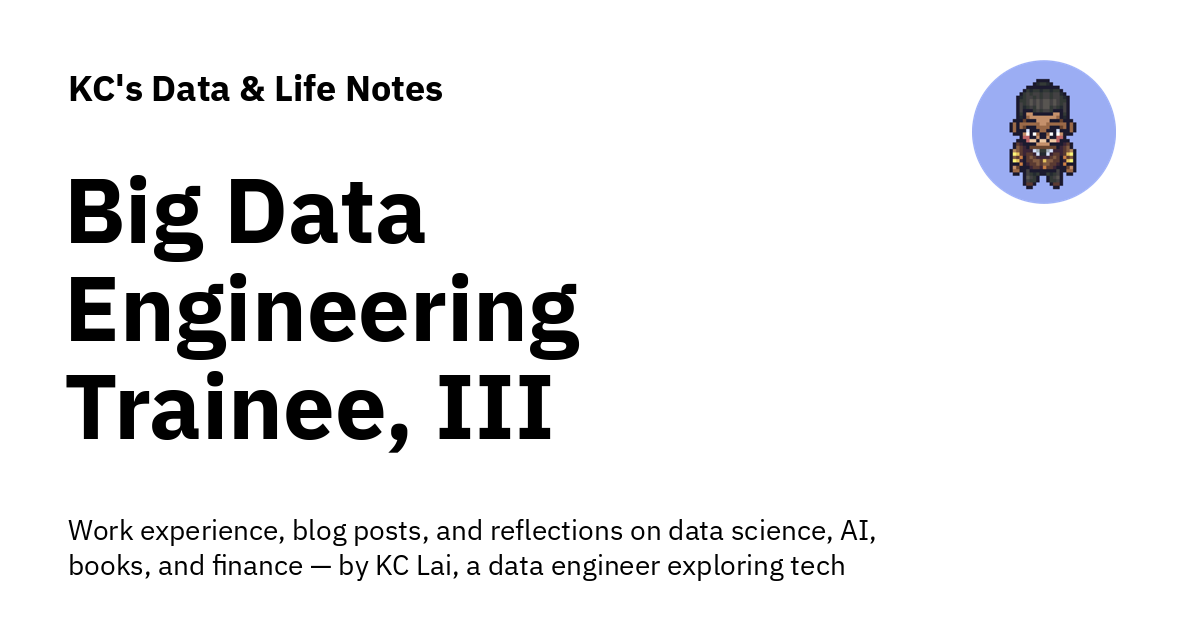 KC's Data & Life Notes
Big Data
Engineering
Trainee, III
Work experience, blog posts, and reflections on data science, AI,
books, and finance — by KC Lai, a data engineer exploring tech